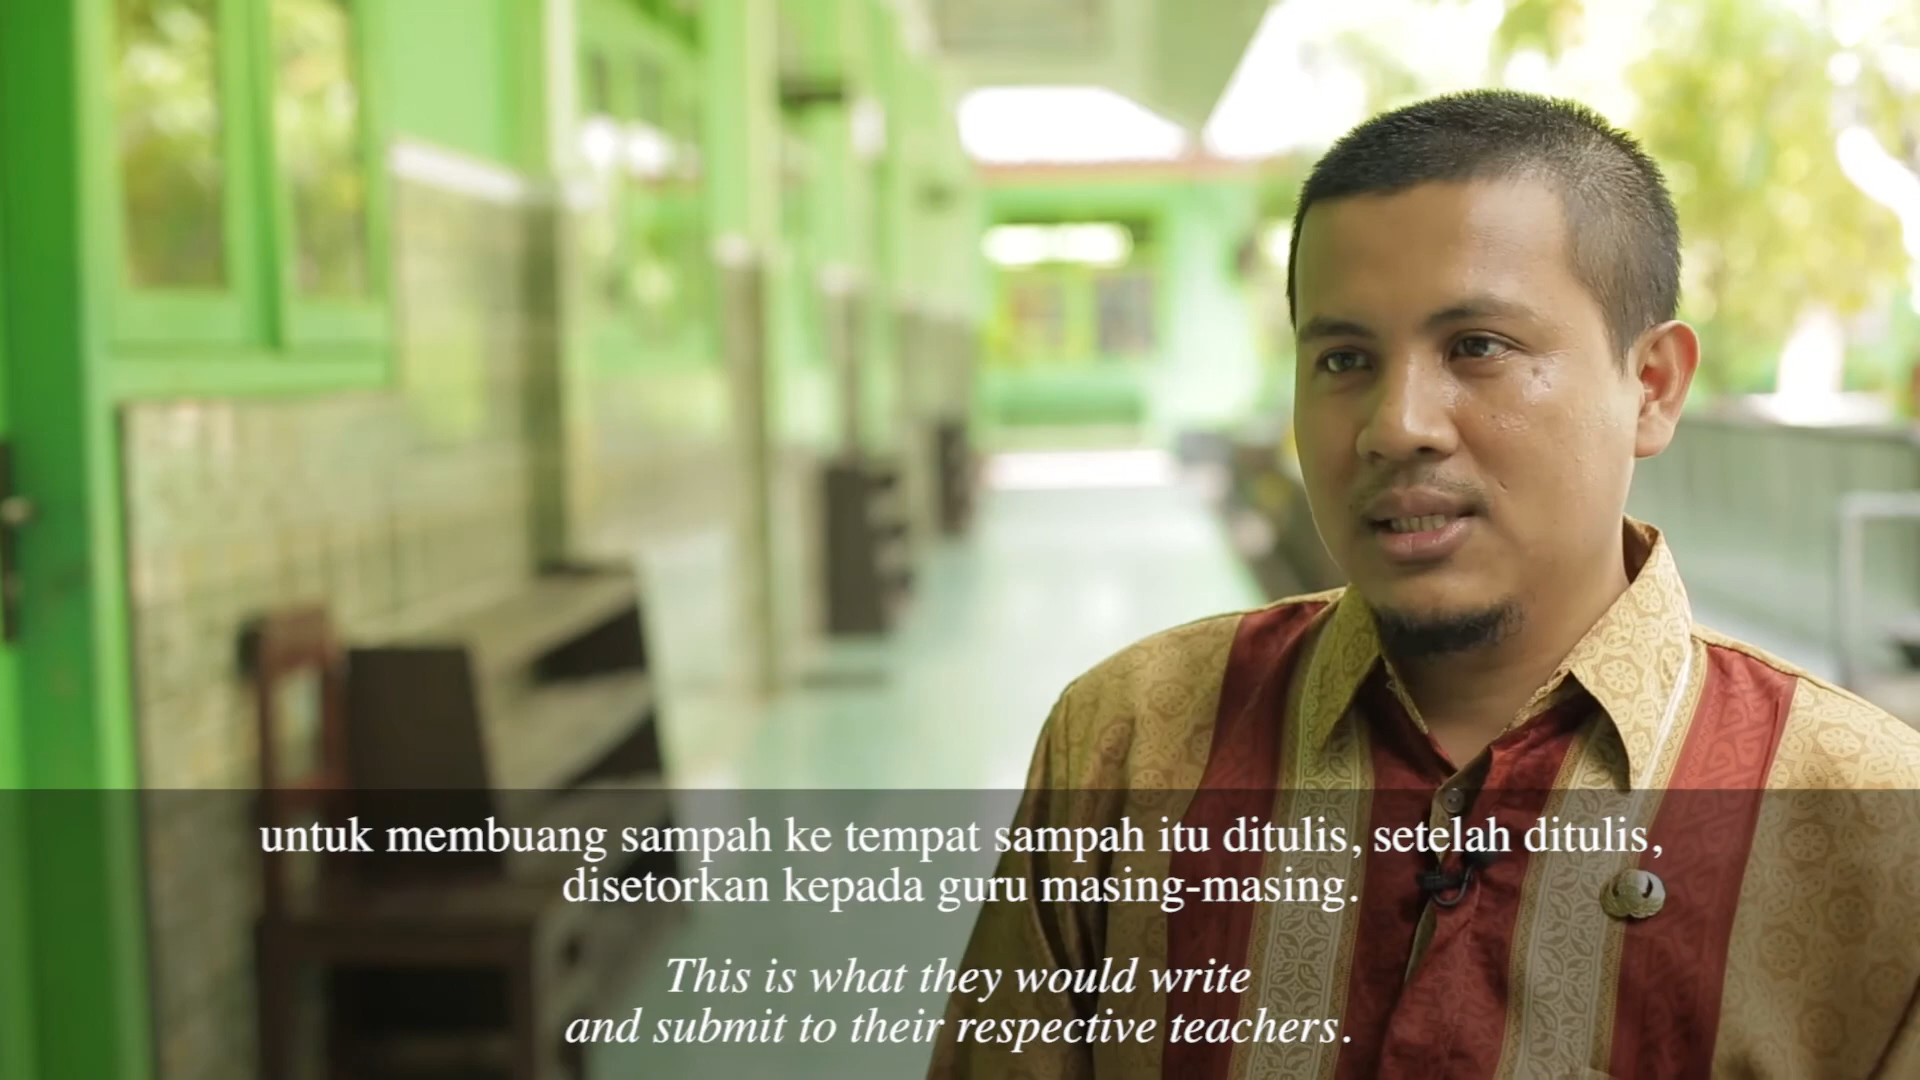 untuk membuang sampah ke tempat sampah itu ditulis, setelah ditulis,
disetorkan kepada guru masing-masing.
This is what they would write
and submit to their respective teachers.